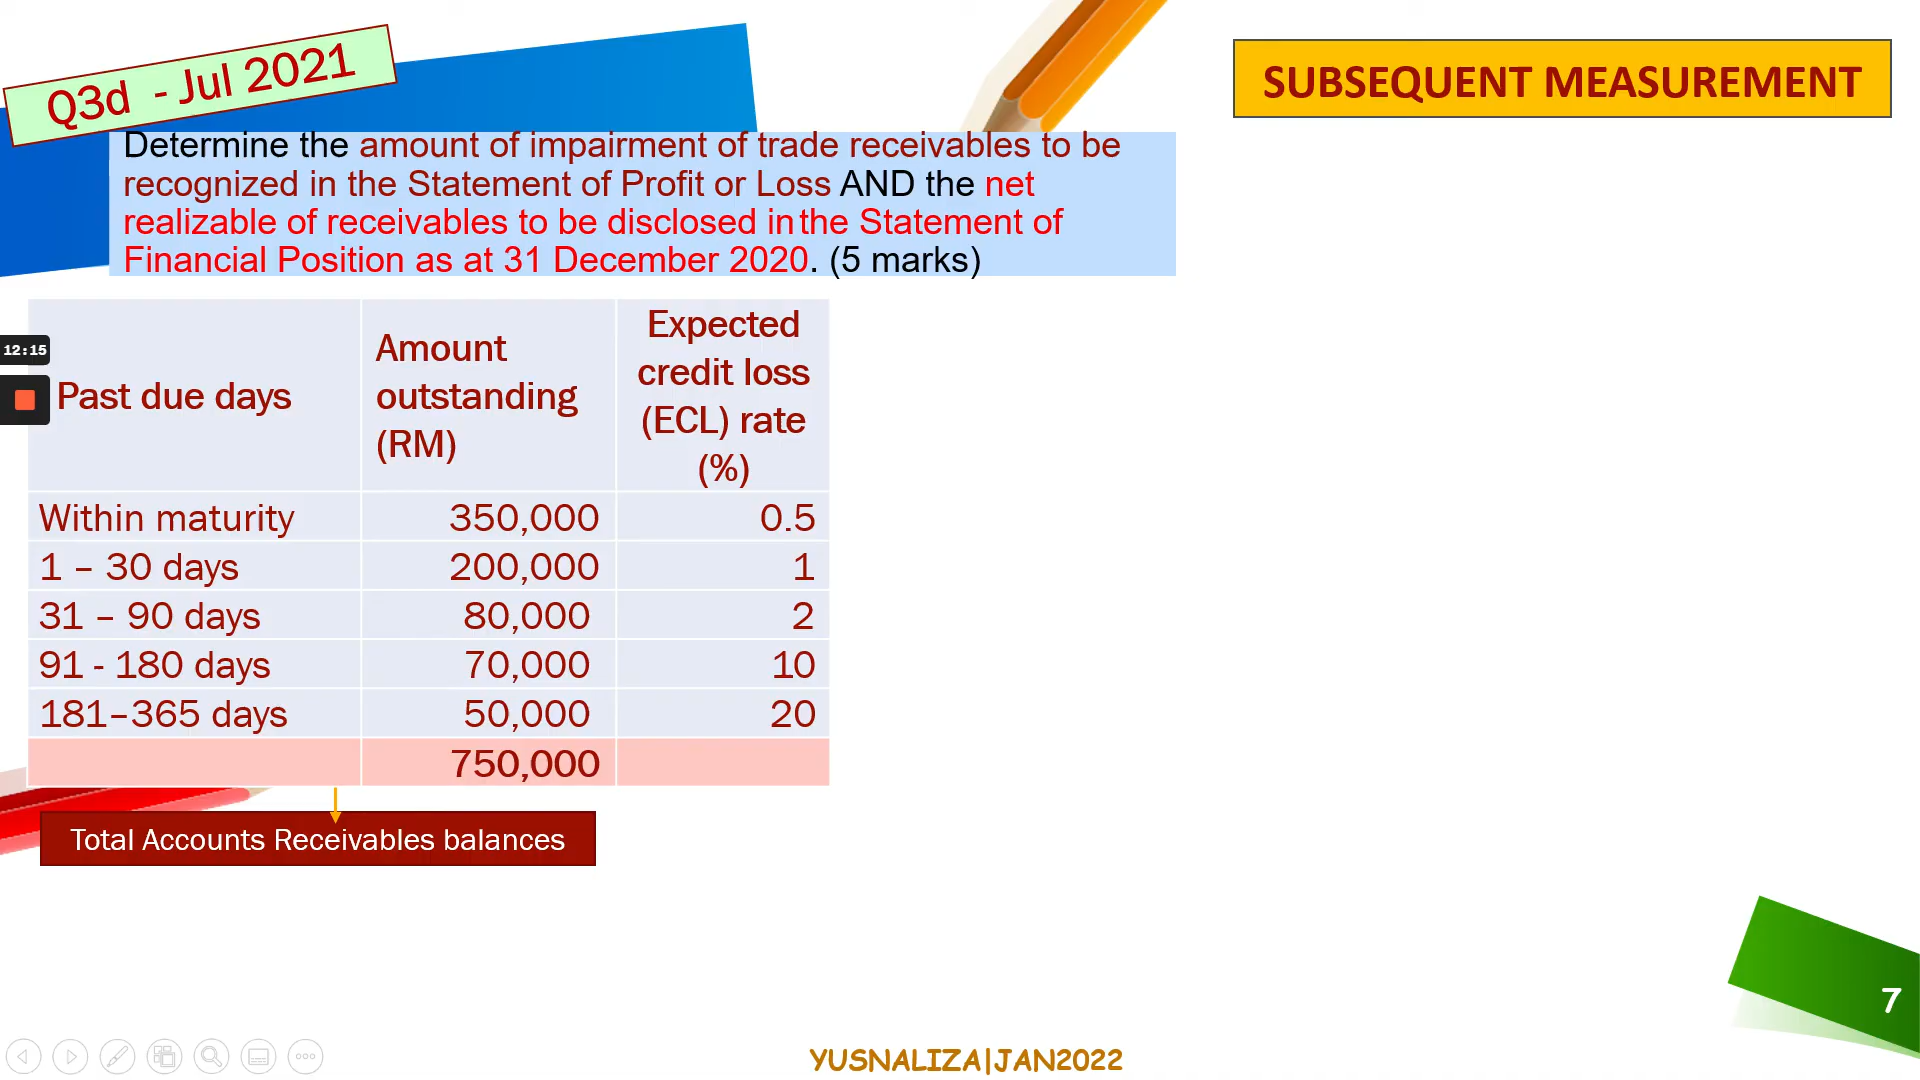 Q3d - Jul 2021
SUBSEQUENT MEASUREMENT
Determine the amount of impairment of trade receivables to be
recognized in the Statement of Profit or Loss AND the net
realizable of receivables to be disclosed in the Statement of
Financial Position as at 31 December 2020. (5 marks)
12:15
Past due days
Amount
outstanding
(RM)
Expected
credit loss
(ECL) rate
(%)
Within maturity 350,000 0.5
1 – 30 days 200,000 1
31 – 90 days 80,000 2
91 - 180 days 70,000 10
181–365 days 50,000 20
750,000
Total Accounts Receivables balances
7
YUSNALIZA|JAN2022